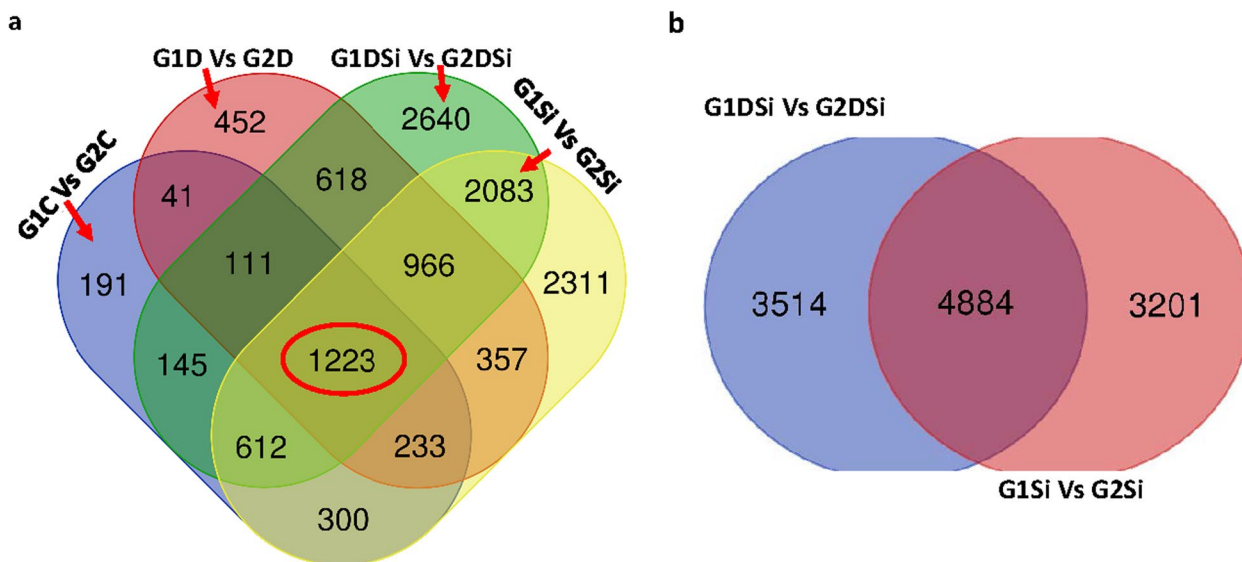 a
b
G1D Vs G2D
G1DSi Vs G2DSi
G1Si Vs G2Si
G1C Vs G2C
452
2640
41
618
2083
191
111
966
2311
145
1223
357
612
233
300
G1DSi Vs G2DSi
3514
4884
3201
G1Si Vs G2Si